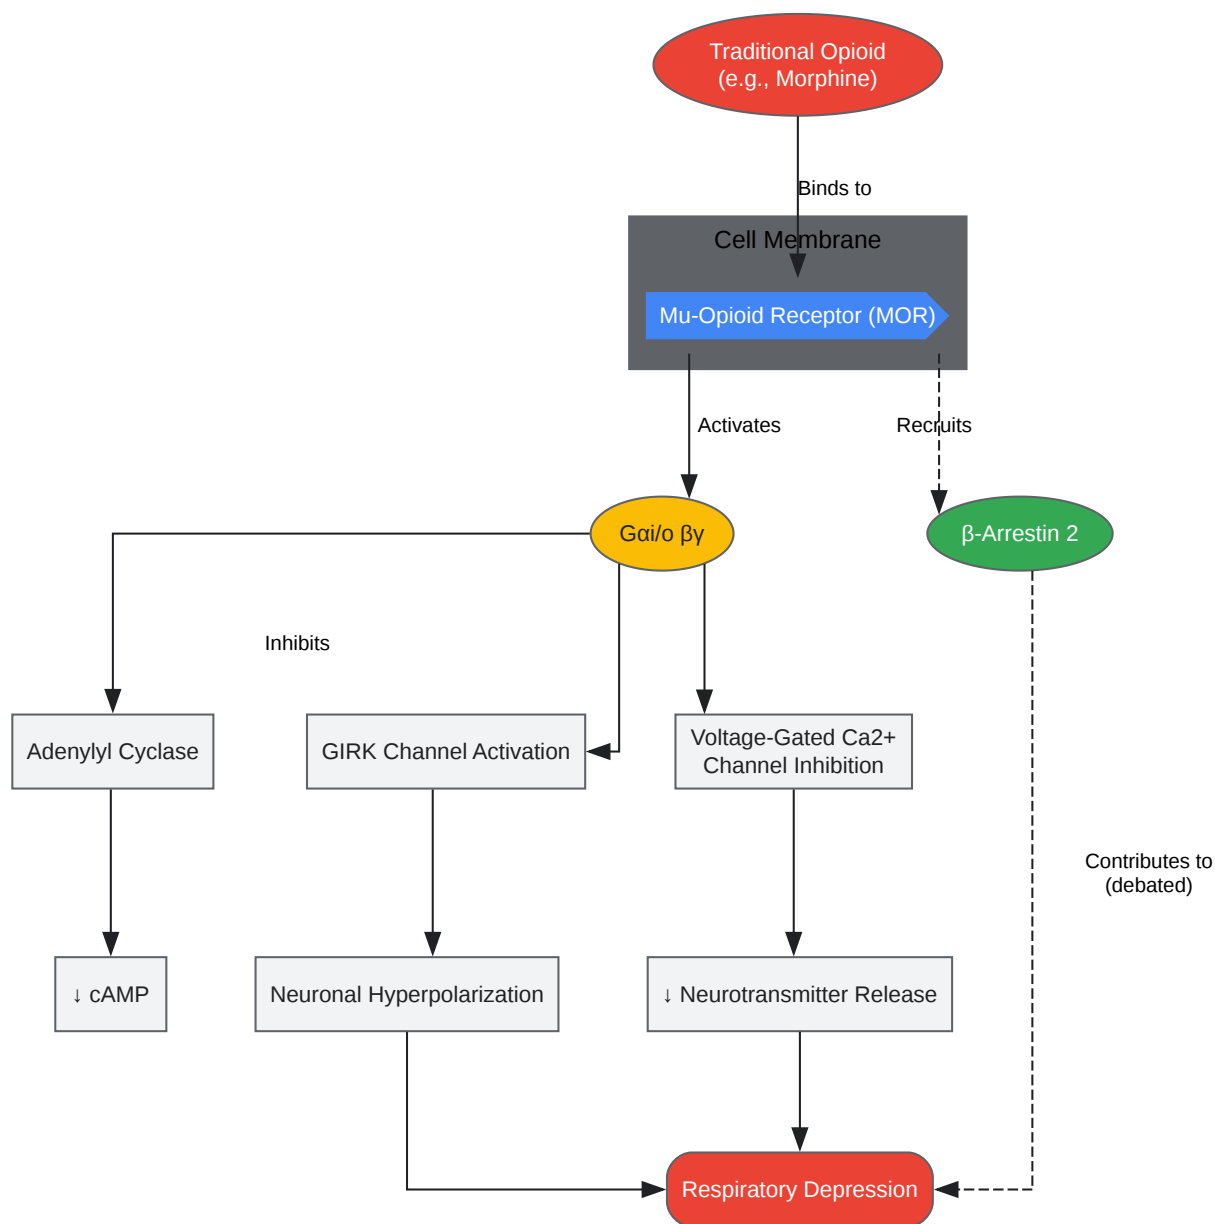 Traditional Opioid
(e.g., Morphine)
Binds to
Cell Membrane
Mu-Opioid Receptor (MOR)
Activates
Recruits
Gαi/o βγ
β-Arrestin 2
Inhibits
Adenylyl Cyclase
GIRK Channel Activation
Voltage-Gated Ca2+
Channel Inhibition
Contributes to
(debated)
↓ cAMP
Neuronal Hyperpolarization
↓ Neurotransmitter Release
Respiratory Depression